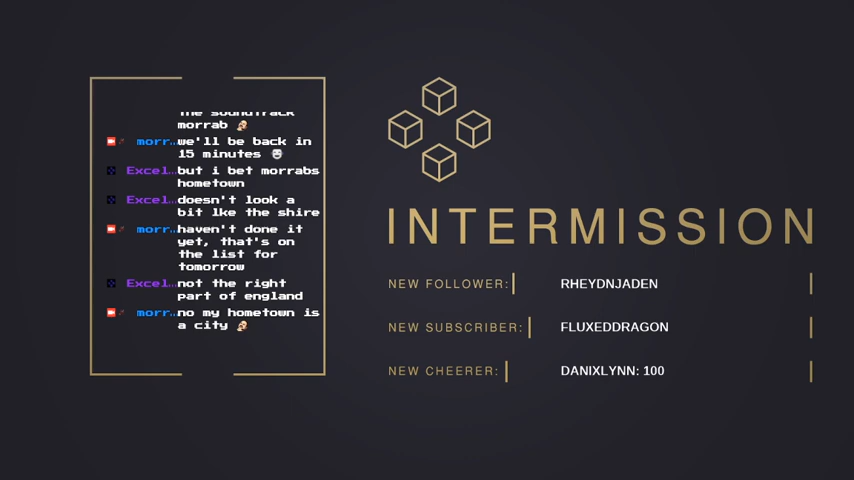 the soundtrack
morrab
morr..we'll be back in
15 minutes
Excel..but i bet morrabs
hometown
Excel..doesn't look a
bit lke the shire
morr..haven't done it
yet, that's on
the list for
tomorrow
Excel..not the right
part of england
morr..no my hometown is
a city
INTERMISSION
NEW FOLLOWER: RHEYDNJADEN
NEW SUBSCRIBER: FLUXEDDRAGON
NEW CHEERER: DANIXLYNN: 100